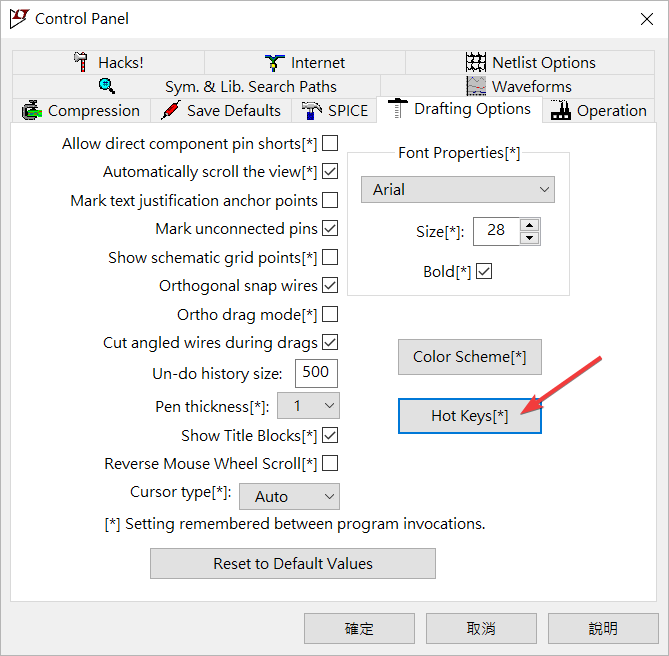 Control Panel
Hacks!
Internet
Netlist Options
Sym. & Lib. Search Paths
Waveforms
Compression
Save Defaults
SPICE
Drafting Options
Operation
Allow direct component pin shorts[*]
Automatically scroll the view[*]
Mark text justification anchor points
Mark unconnected pins
Show schematic grid points[*]
Orthogonal snap wires
Ortho drag mode[*]
Cut angled wires during drags
Un-do history size: 500
Pen thickness[*]: 1
Show Title Blocks[*]
Reverse Mouse Wheel Scroll[*]
Cursor type[*]: Auto
Font Properties[*]
Arial
Size[*]: 28
Bold[*]
Color Scheme[*]
Hot Keys[*]
[*] Setting remembered between program invocations.
Reset to Default Values
確定
取消
說明